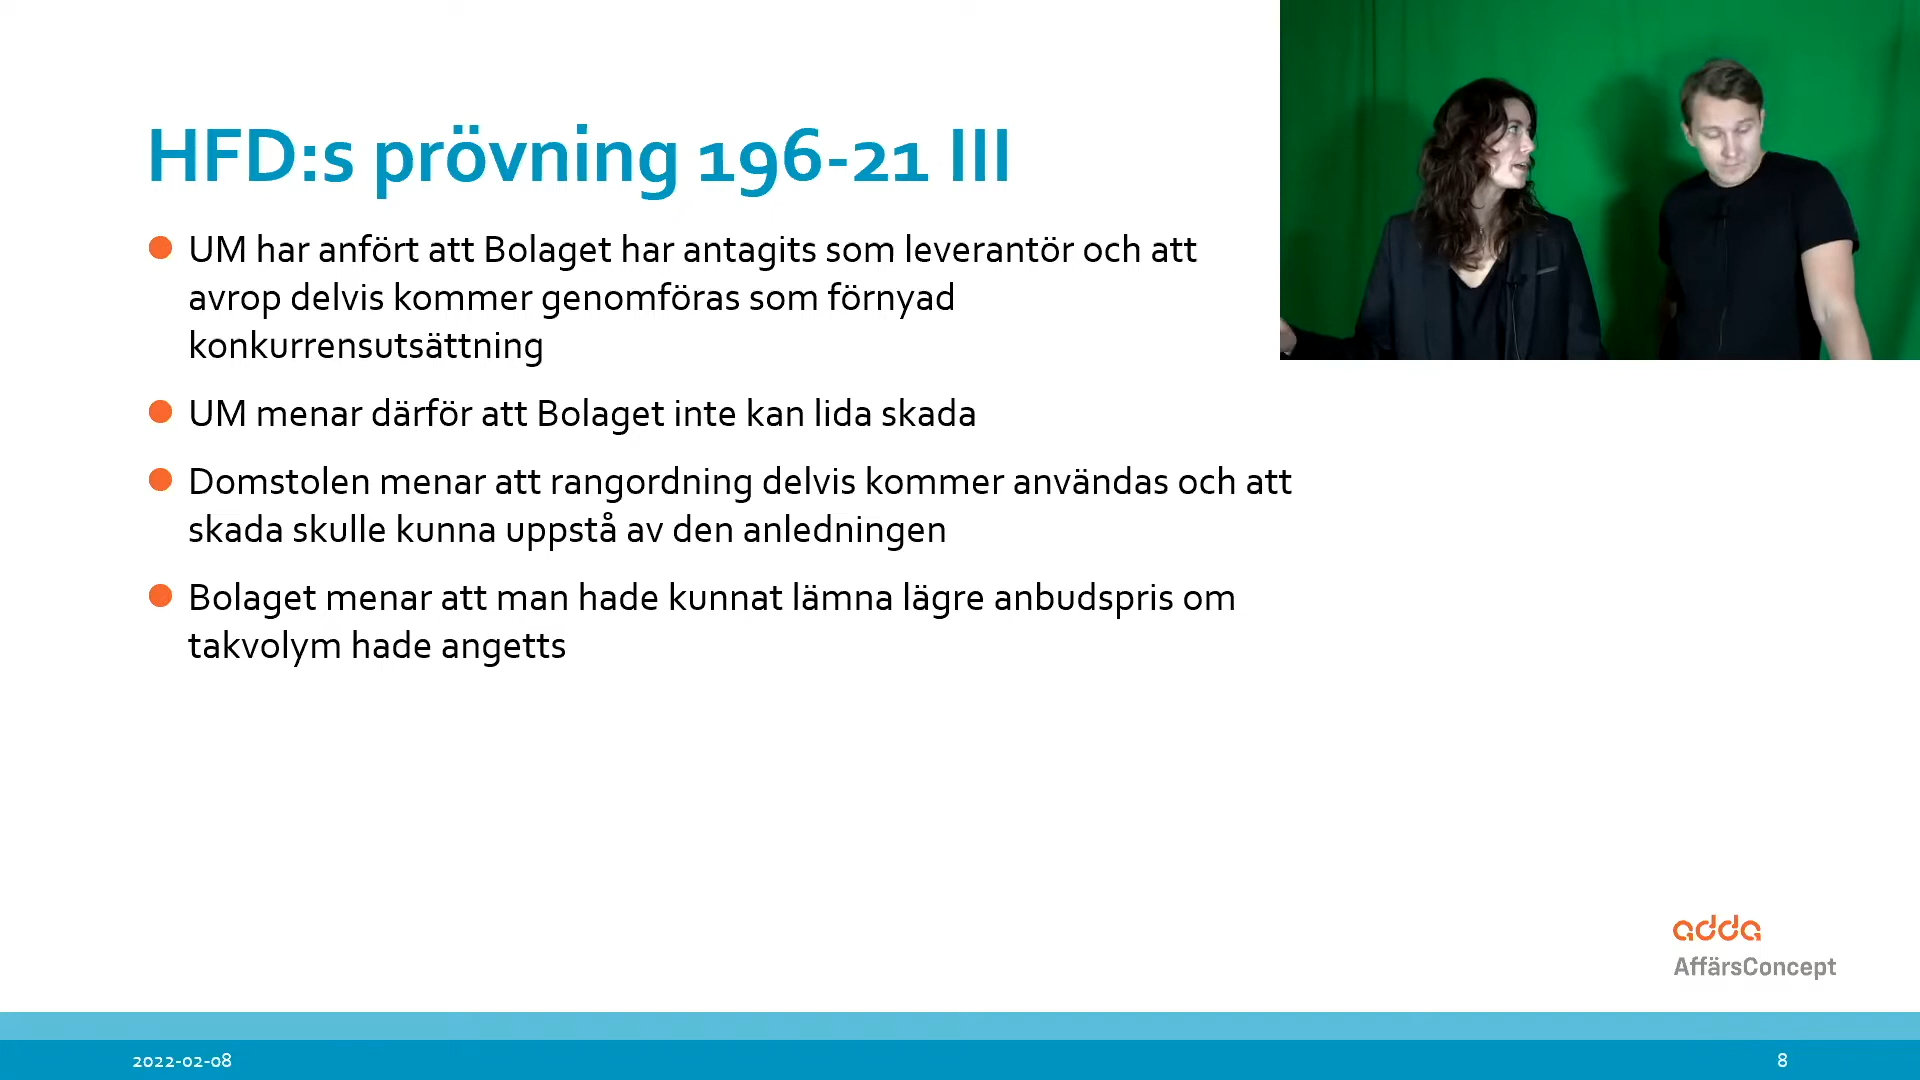 HFD:s prövning 196-21 III
UM har anfört att Bolaget har antagits som leverantör och att
avrop delvis kommer genomföras som förnyad
konkurrensutsättning
UM menar därför att Bolaget inte kan lida skada
Domstolen menar att rangordning delvis kommer användas och att
skada skulle kunna uppstå av den anledningen
Bolaget menar att man hade kunnat lämna lägre anbudspris om
takvolym hade angetts
adda
AffärsConcept
2022-02-08
8